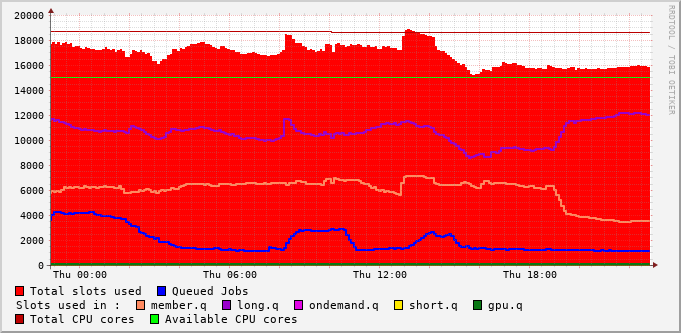 20000
18000
16000
14000
12000
10000
8000
6000
4000
2000
0
Thu 00:00 Thu 06:00 Thu 12:00 Thu 18:00
RRDTOOL / TOBI OETIKER
Total slots used Queued Jobs
Slots used in : member.q long.q ondemand.q short.q gpu.q
Total CPU cores Available CPU cores